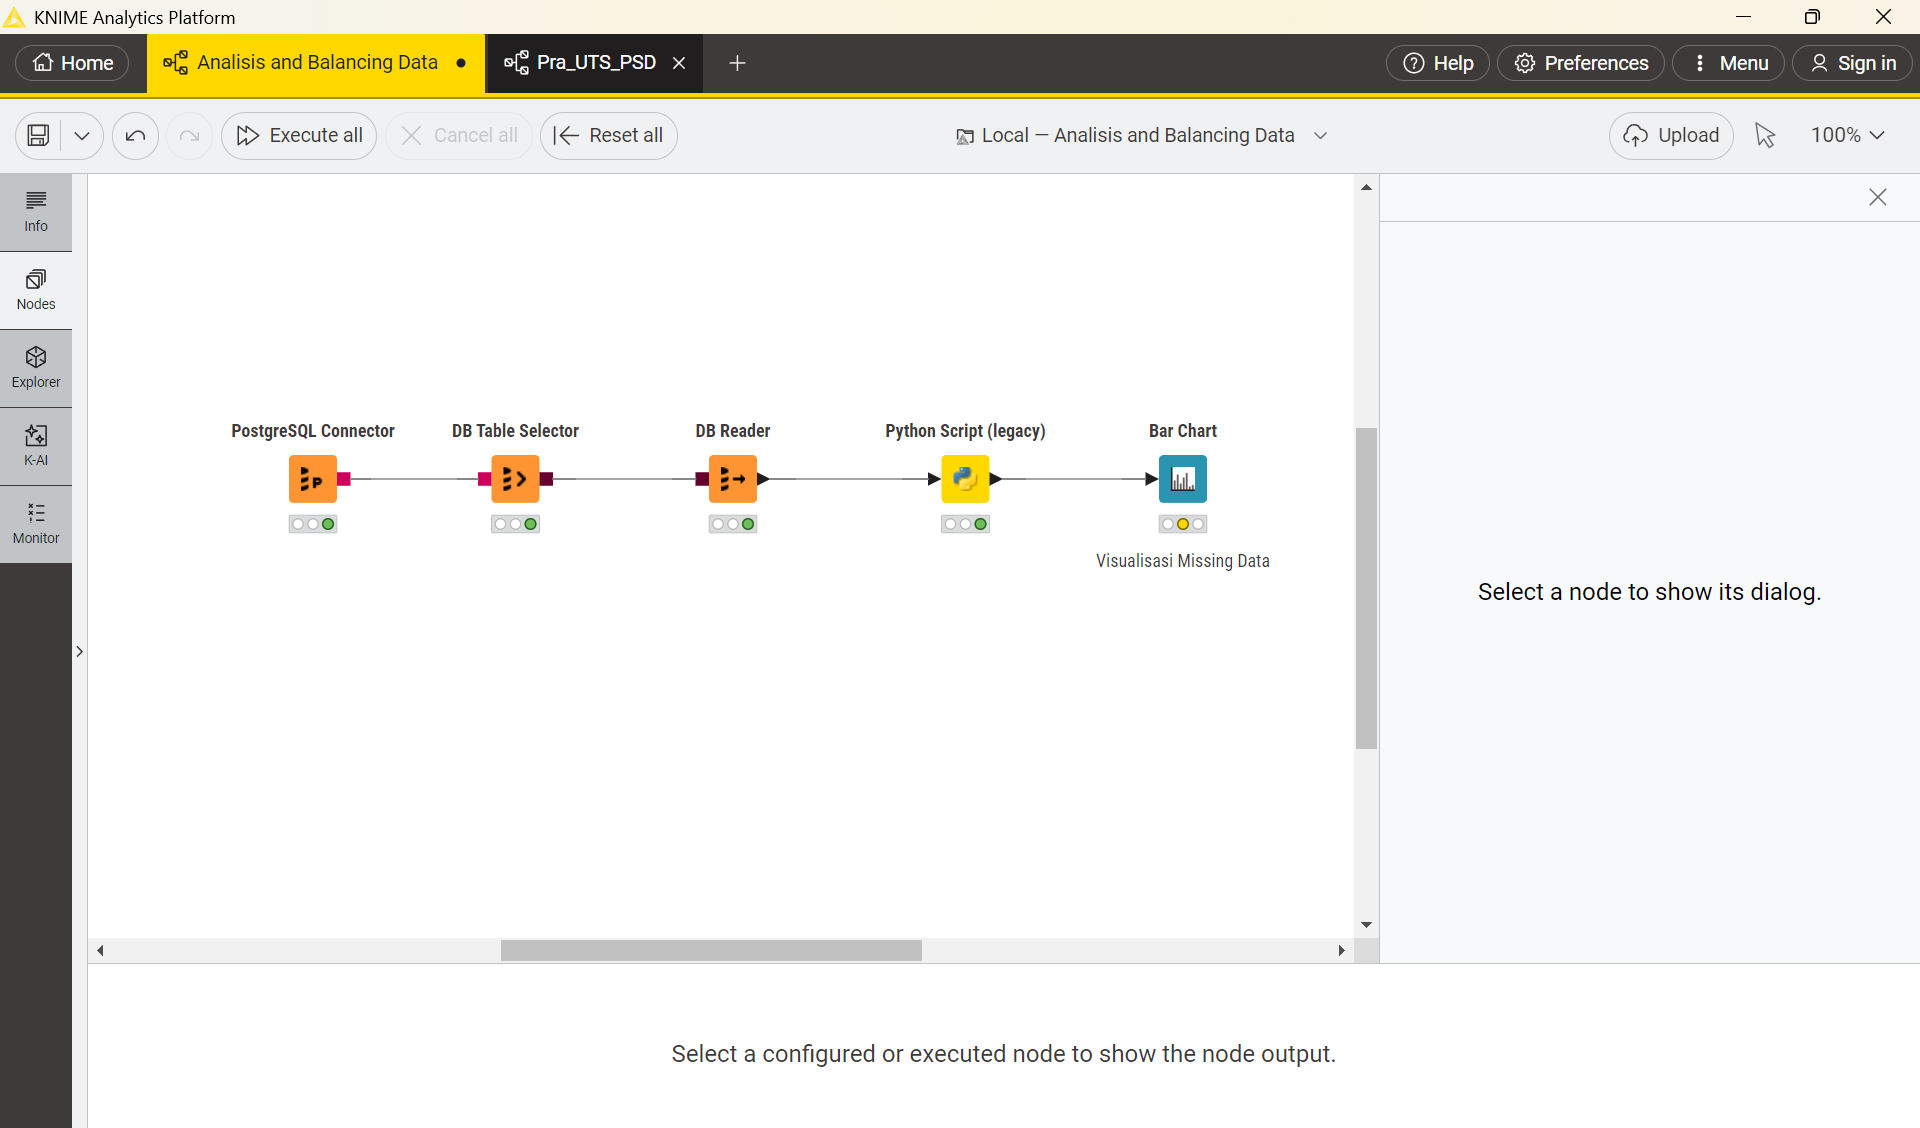 KNIME Analytics Platform
Home
Analisis and Balancing Data
Pra_UTS_PSD
Help
Preferences
Menu
Sign in
Execute all
Cancel all
Reset all
Local — Analisis and Balancing Data
Upload
100%
Info
Nodes
Explorer
K-AI
Monitor
PostgreSQL Connector
DB Table Selector
DB Reader
Python Script (legacy)
Bar Chart
Visualisasi Missing Data
Select a node to show its dialog.
Select a configured or executed node to show the node output.